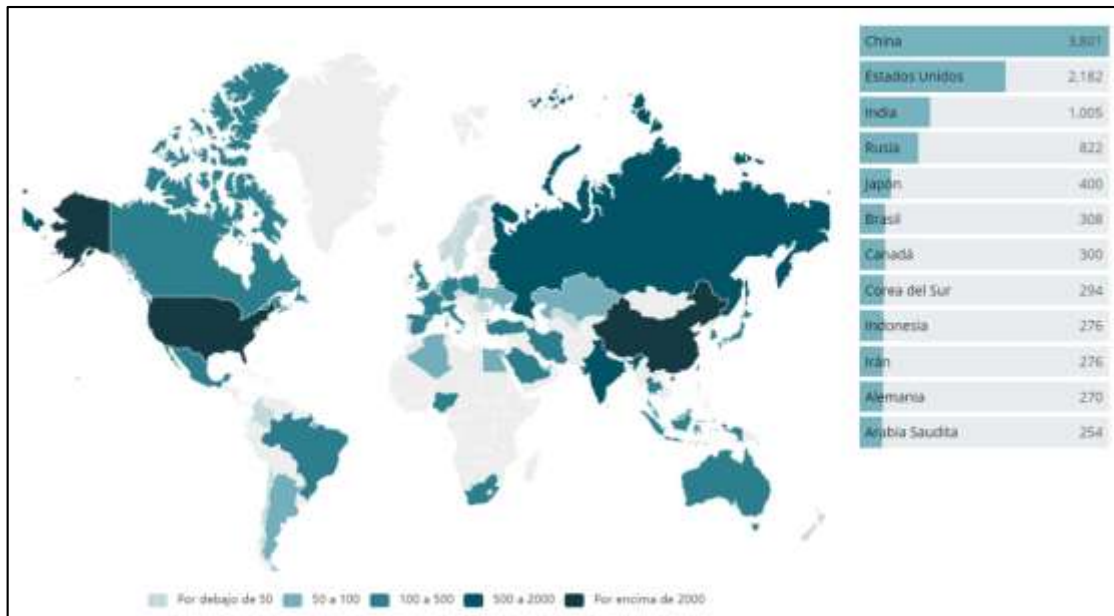 China 3.801
Estados Unidos 2.182
India 1.005
Rusia 822
Japón 400
Brasil 308
Canadá 300
Corea del Sur 294
Indonesia 276
Irán 276
Alemania 270
Arabia Saudita 254
Por debajo de 50 50 a 100 100 a 500 500 a 2000 Por encima de 2000